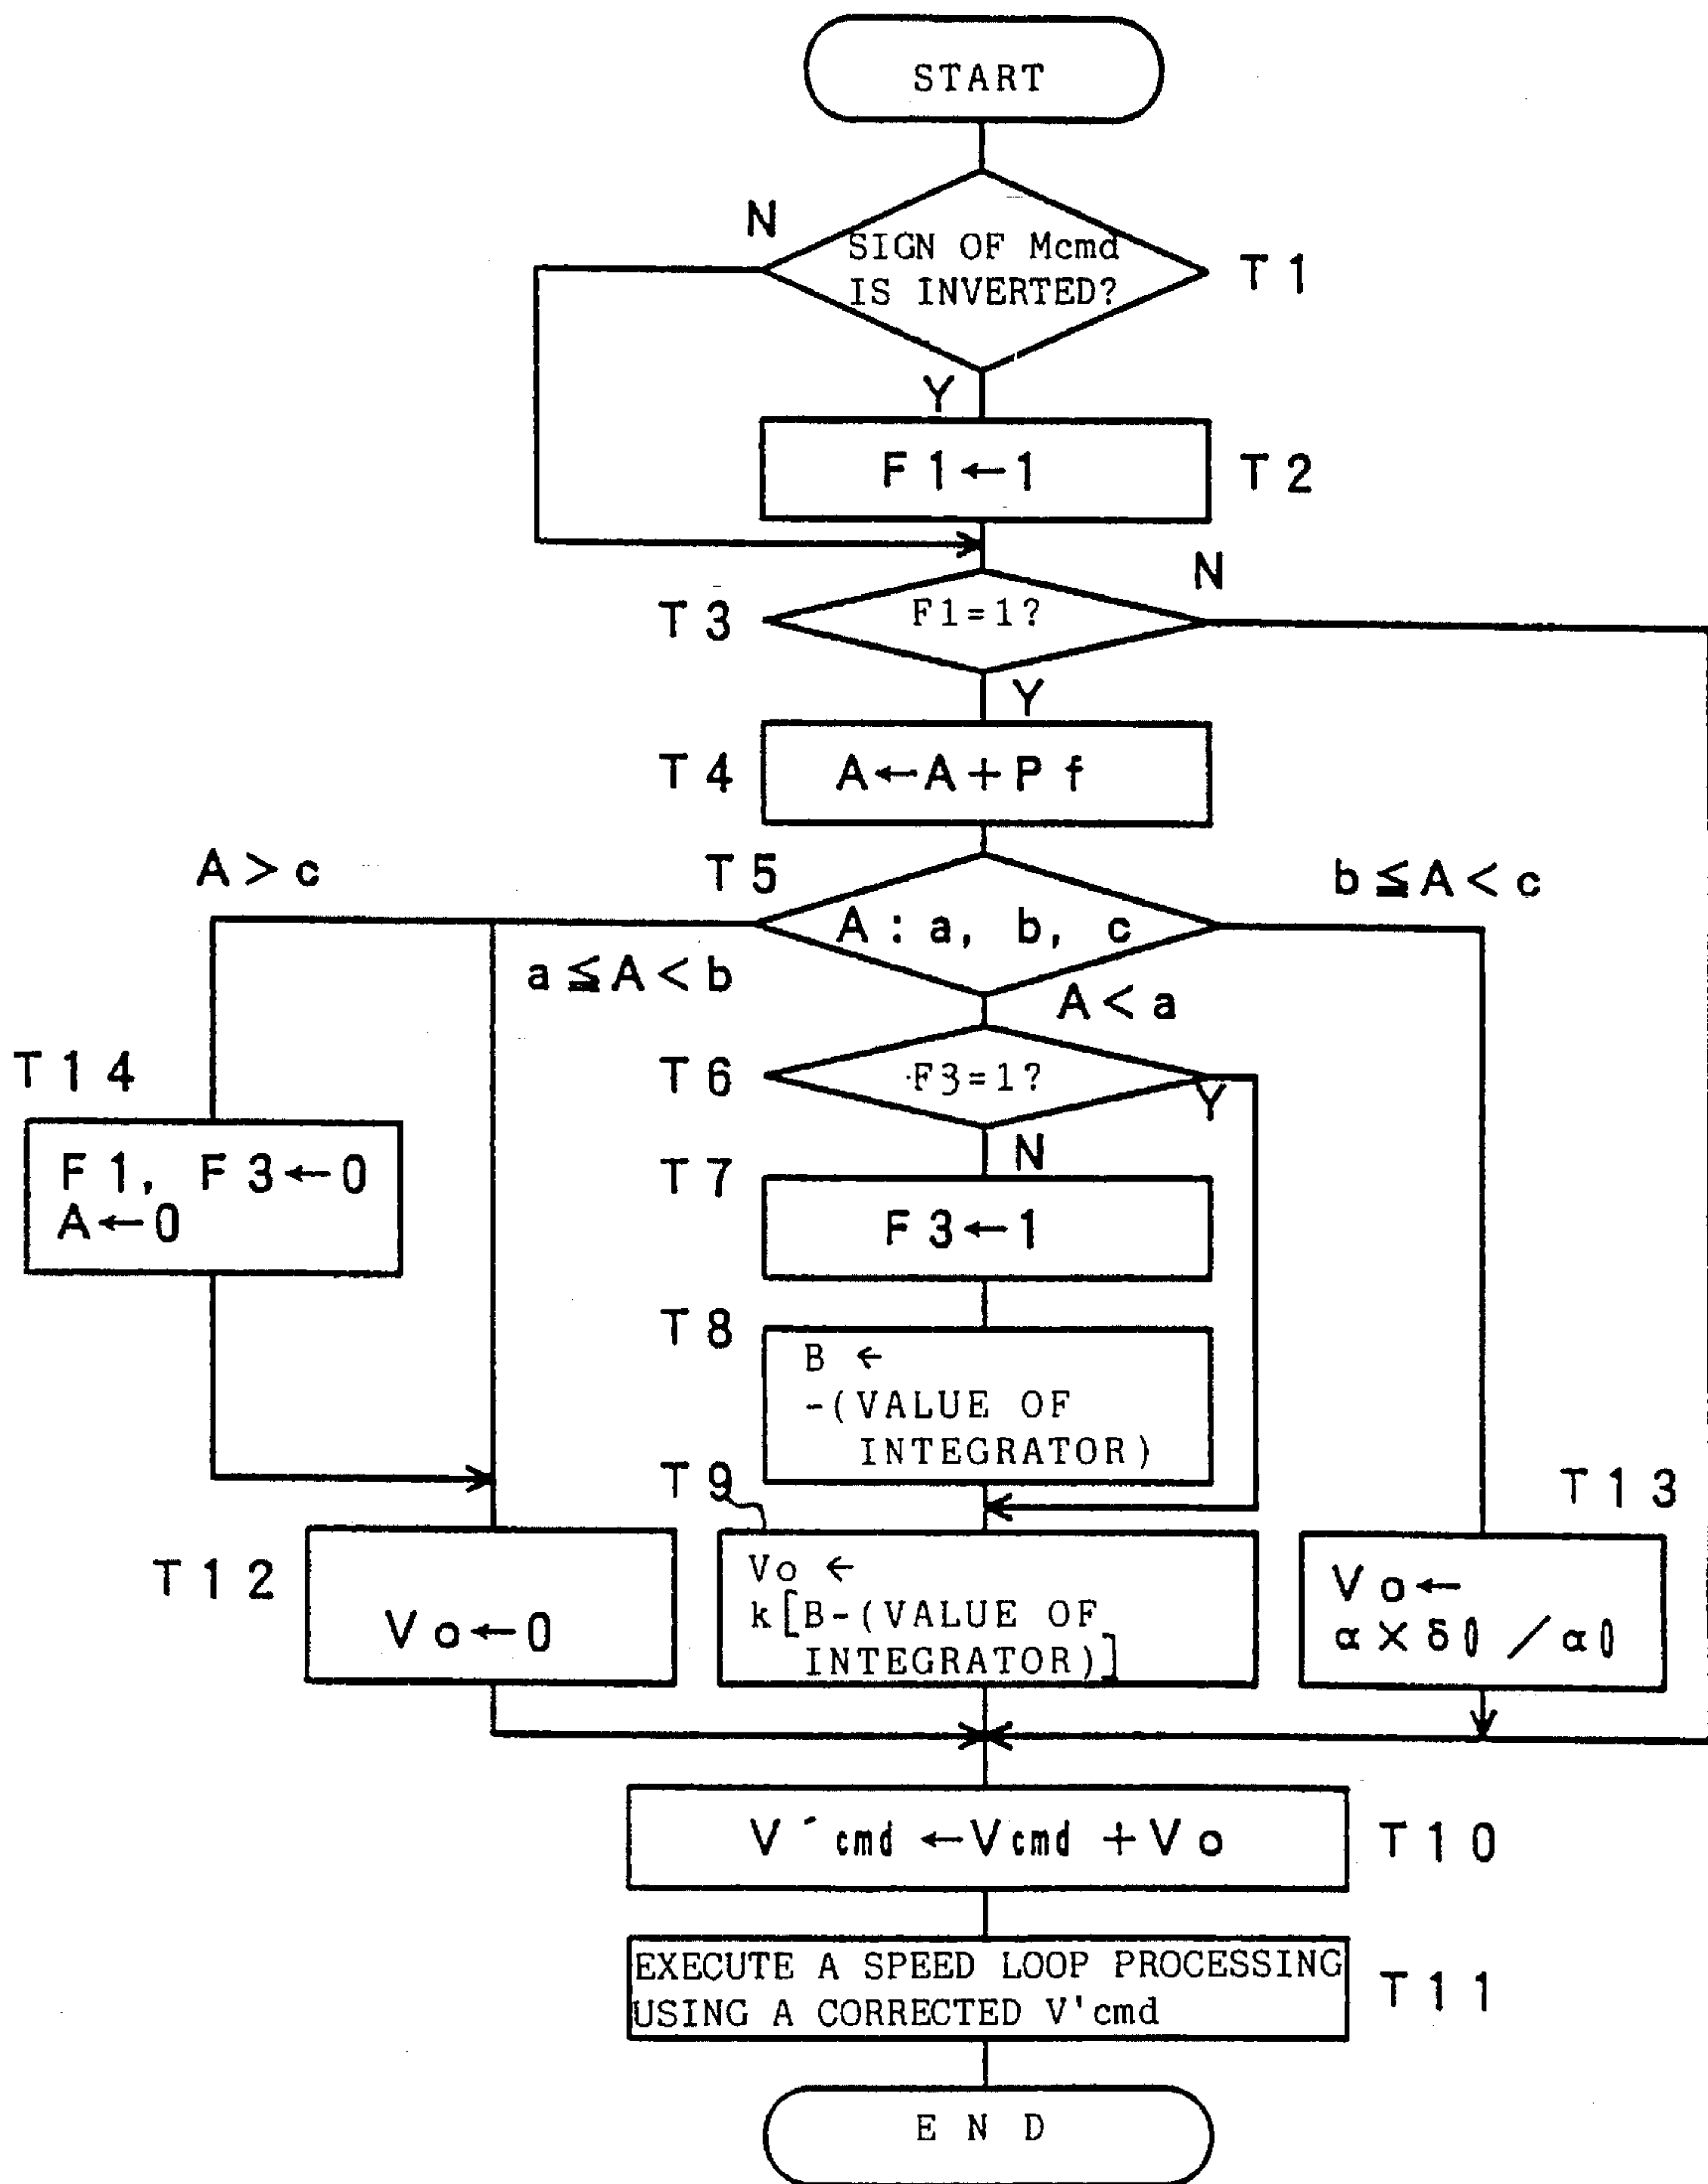 START
N
SIGN OF Mcmd
IS INVERTED?
T1
Y
F1←1
T2
N
T3
F1=1?
Y
T4
A←A+Pf
A>c
T5
b≦A<c
A:a, b, c
a≦A<b
A<a
T14
T6
F3=1?
Y
F1, F3←0
A←0
N
T7
F3←1
T8
B ←
-(VALUE OF
INTEGRATOR)
T9
T13
T12
Vo←0
Vo ←
k[B-(VALUE OF
INTEGRATOR)]
Vo←
α×δ0/α0
V´cmd←Vcmd+Vo
T10
EXECUTE A SPEED LOOP PROCESSING
USING A CORRECTED V'cmd
T11
END